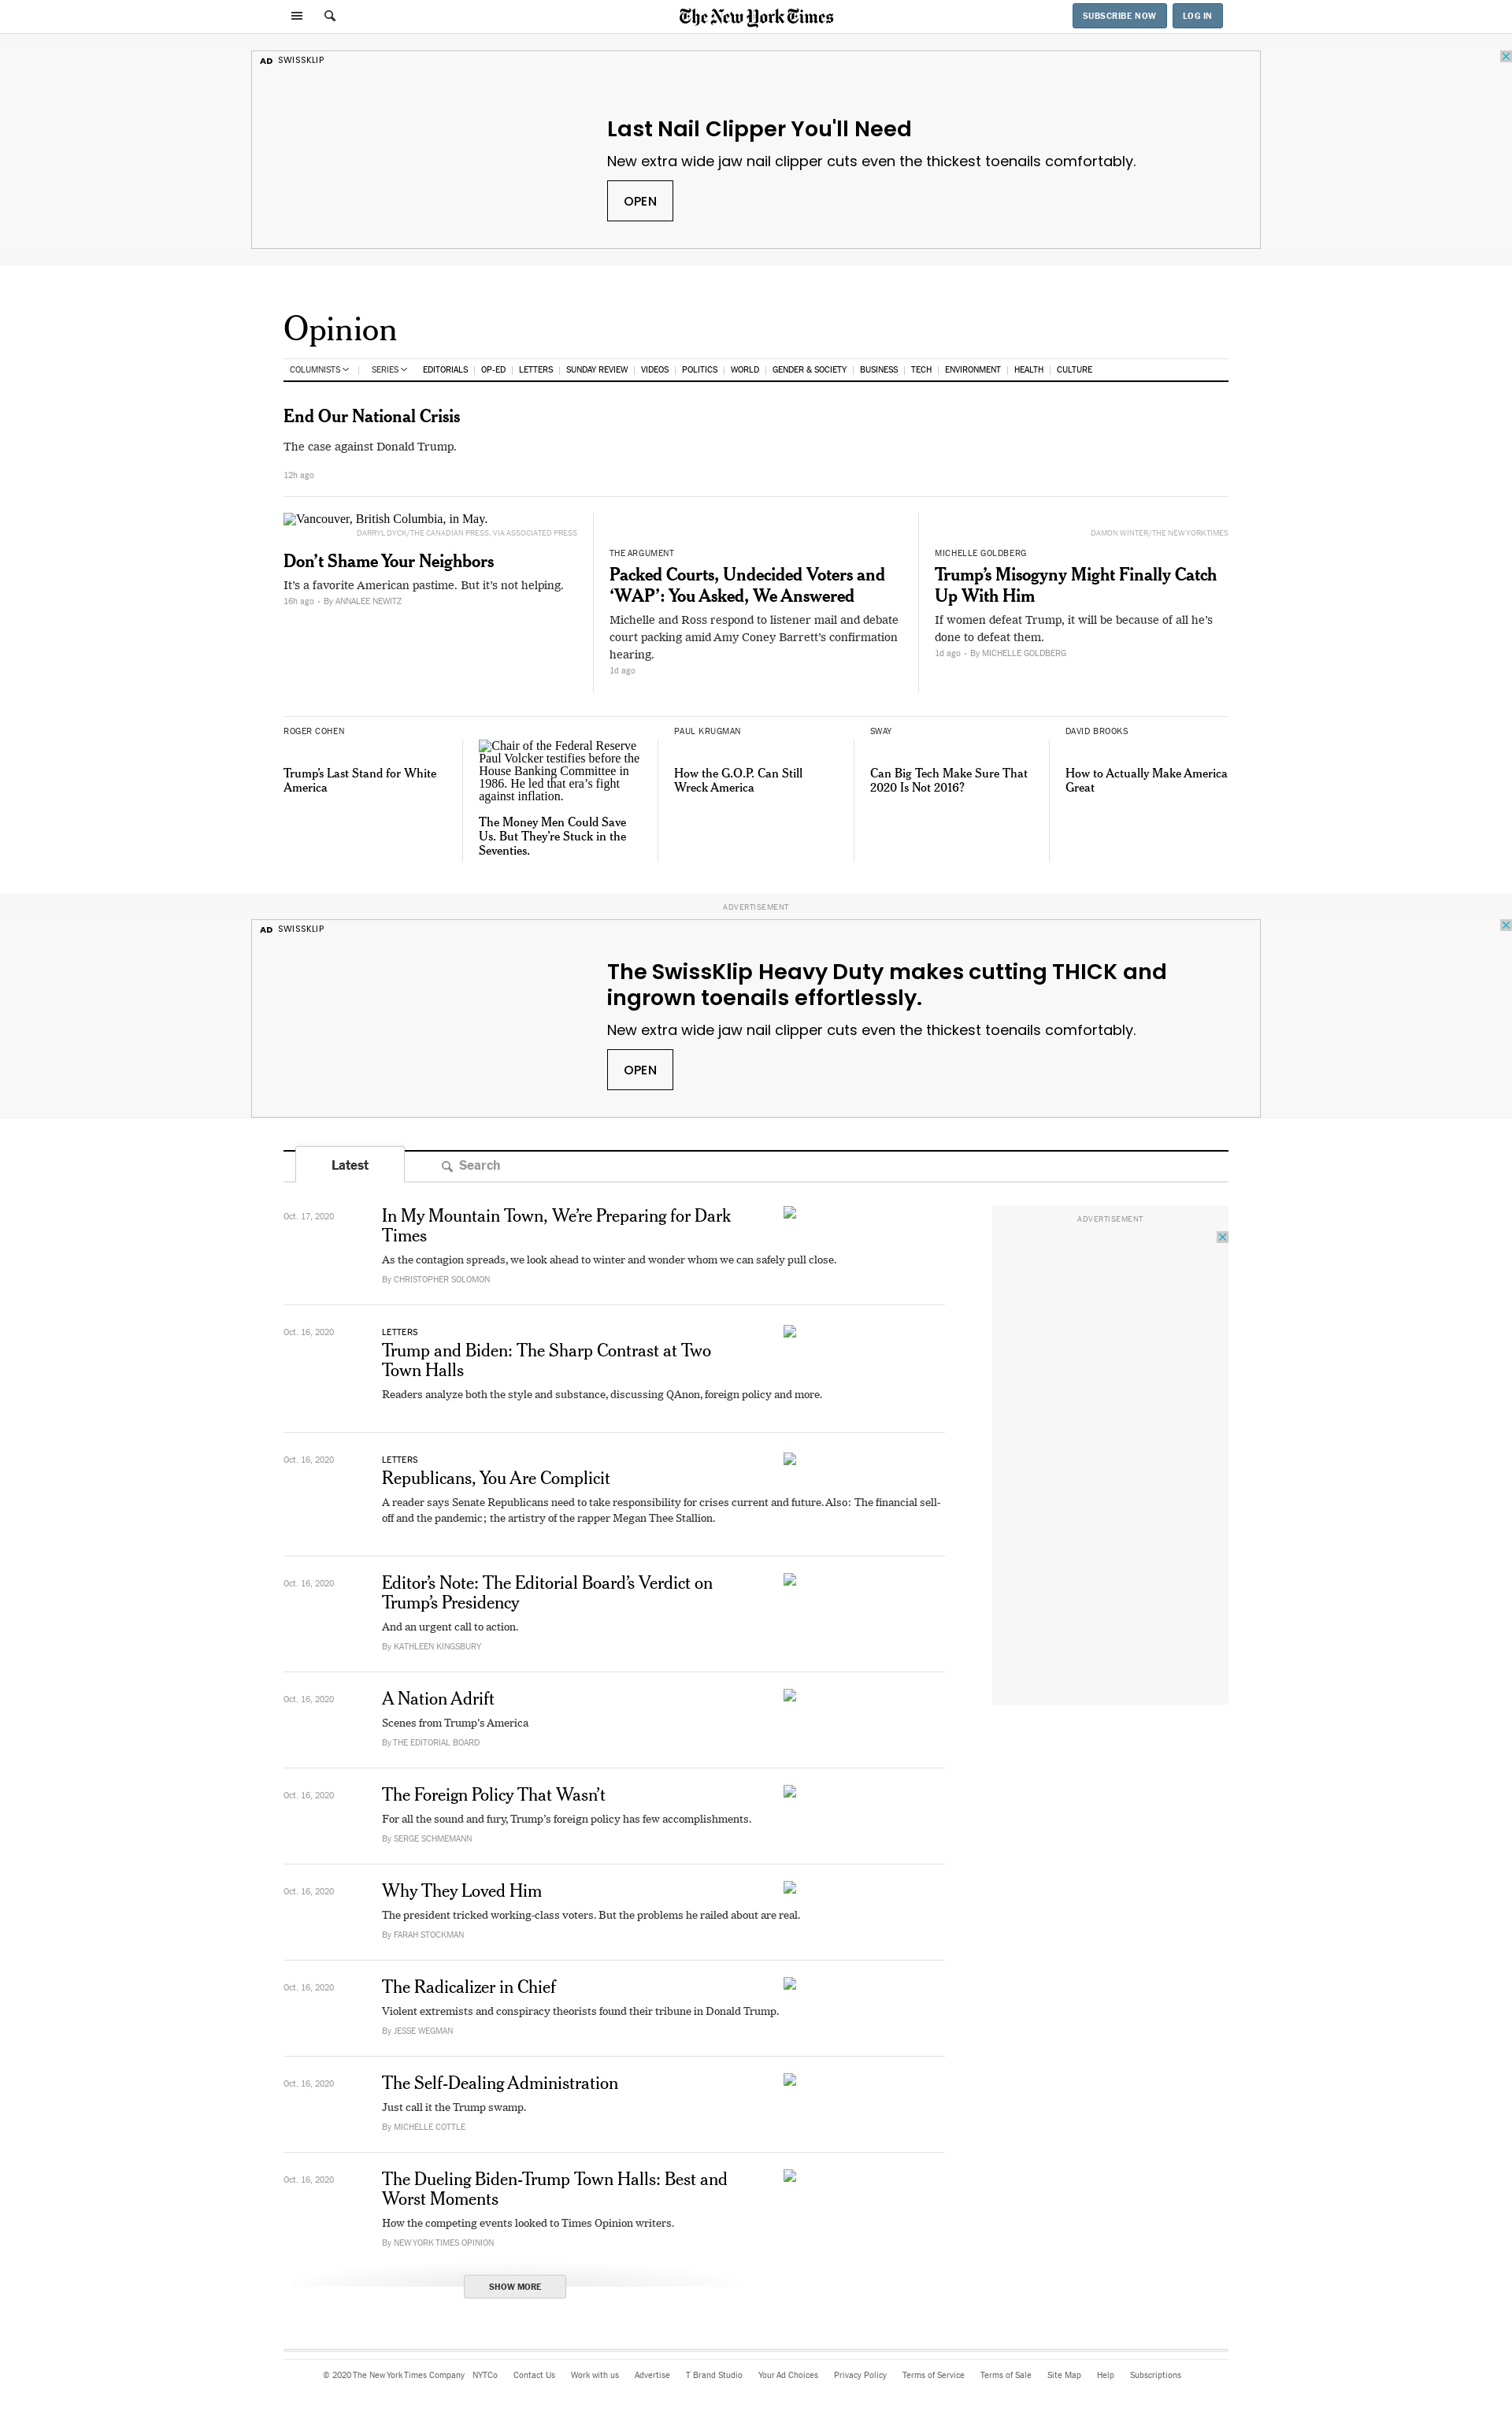 The New York Times
SUBSCRIBE NOW
LOG IN
AD SWISSKLIP
Last Nail Clipper You'll Need
New extra wide jaw nail clipper cuts even the thickest toenails comfortably.
OPEN
Opinion
COLUMNISTS | SERIES EDITORIALS | OP-ED | LETTERS | SUNDAY REVIEW | VIDEOS | POLITICS | WORLD | GENDER & SOCIETY | BUSINESS | TECH | ENVIRONMENT | HEALTH | CULTURE
End Our National Crisis
The case against Donald Trump.
12h ago
Vancouver, British Columbia, in May.
DARRYL DYCK/THE CANADIAN PRESS, VIA ASSOCIATED PRESS
Don’t Shame Your Neighbors
It’s a favorite American pastime. But it’s not helping.
16h ago • By ANNALEE NEWITZ
THE ARGUMENT
Packed Courts, Undecided Voters and
‘WAP’: You Asked, We Answered
Michelle and Ross respond to listener mail and debate
court packing amid Amy Coney Barrett’s confirmation
hearing.
1d ago
DAMON WINTER/THE NEW YORK TIMES
MICHELLE GOLDBERG
Trump’s Misogyny Might Finally Catch
Up With Him
If women defeat Trump, it will be because of all he’s
done to defeat them.
1d ago • By MICHELLE GOLDBERG
ROGER COHEN
Trump’s Last Stand for White
America
Chair of the Federal Reserve
Paul Volcker testifies before the
House Banking Committee in
1986. He led that era’s fight
against inflation.
The Money Men Could Save
Us. But They’re Stuck in the
Seventies.
PAUL KRUGMAN
How the G.O.P. Can Still
Wreck America
SWAY
Can Big Tech Make Sure That
2020 Is Not 2016?
DAVID BROOKS
How to Actually Make America
Great
ADVERTISEMENT
AD SWISSKLIP
The SwissKlip Heavy Duty makes cutting THICK and
ingrown toenails effortlessly.
New extra wide jaw nail clipper cuts even the thickest toenails comfortably.
OPEN
Latest
Search
ADVERTISEMENT
Oct. 17, 2020
In My Mountain Town, We’re Preparing for Dark
Times
As the contagion spreads, we look ahead to winter and wonder whom we can safely pull close.
By CHRISTOPHER SOLOMON
Oct. 16, 2020
LETTERS
Trump and Biden: The Sharp Contrast at Two
Town Halls
Readers analyze both the style and substance, discussing QAnon, foreign policy and more.
Oct. 16, 2020
LETTERS
Republicans, You Are Complicit
A reader says Senate Republicans need to take responsibility for crises current and future. Also: The financial sell-
off and the pandemic; the artistry of the rapper Megan Thee Stallion.
Oct. 16, 2020
Editor’s Note: The Editorial Board’s Verdict on
Trump’s Presidency
And an urgent call to action.
By KATHLEEN KINGSBURY
Oct. 16, 2020
A Nation Adrift
Scenes from Trump’s America
By THE EDITORIAL BOARD
Oct. 16, 2020
The Foreign Policy That Wasn’t
For all the sound and fury, Trump’s foreign policy has few accomplishments.
By SERGE SCHMEMANN
Oct. 16, 2020
Why They Loved Him
The president tricked working-class voters. But the problems he railed about are real.
By FARAH STOCKMAN
Oct. 16, 2020
The Radicalizer in Chief
Violent extremists and conspiracy theorists found their tribune in Donald Trump.
By JESSE WEGMAN
Oct. 16, 2020
The Self-Dealing Administration
Just call it the Trump swamp.
By MICHELLE COTTLE
Oct. 16, 2020
The Dueling Biden-Trump Town Halls: Best and
Worst Moments
How the competing events looked to Times Opinion writers.
By NEW YORK TIMES OPINION
SHOW MORE
© 2020 The New York Times Company NYTCo Contact Us Work with us Advertise T Brand Studio Your Ad Choices Privacy Policy Terms of Service Terms of Sale Site Map Help Subscriptions